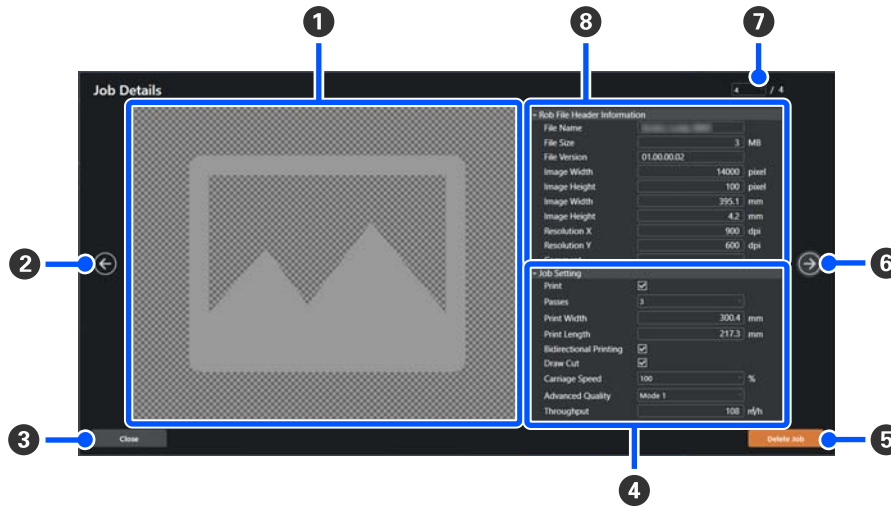 1
8
7
Job Details
4 / 4
Rob File Header Information
File Name
File Size 3 MB
File Version 01.00.00.02
Image Width 14000 pixel
Image Height 100 pixel
Image Width 395.1 mm
Image Height 4.2 mm
Resolution X 900 dpi
Resolution Y 600 dpi
2
6
Job Setting
Print
Passes 3
Print Width 300.4 mm
Print Length 217.3 mm
Bidirectional Printing
Draw Cut
Carriage Speed 100 %
Advanced Quality Mode 1
Throughput 108 ㎡/h
3
Close
Delete Job
5
4